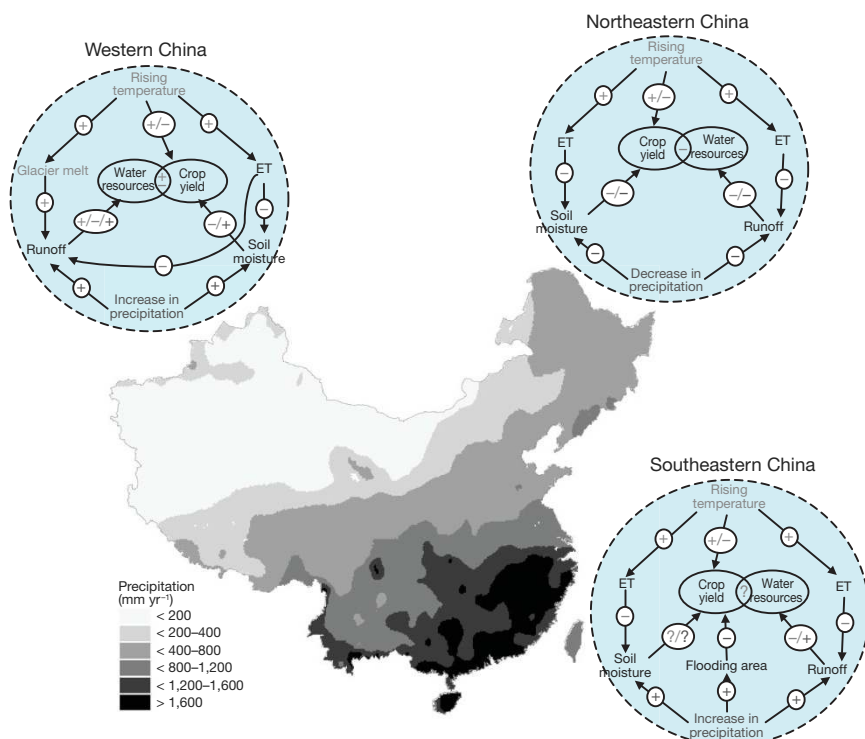 Western China
Rising
temperature
+
+/−
+
Glacier melt
ET
Water
resources
+
−
Crop
yield
+
−
+/−/+
−/+
Runoff
Soil
moisture
−
+
+
Increase in
precipitation
Northeastern China
Rising
temperature
+
+/−
+
ET
ET
Crop
yield
−
Water
resources
−
−
−/−
−/−
Soil
moisture
Runoff
−
−
Decrease in
precipitation
Southeastern China
Rising
temperature
+
+/−
+
ET
ET
Crop
yield
?
Water
resources
−
−
?/?
−
−/+
Soil
moisture
Flooding area
Runoff
+
+
+
Increase in
precipitation
Precipitation
(mm yr⁻¹)
< 200
< 200–400
< 400–800
< 800–1,200
< 1,200–1,600
> 1,600